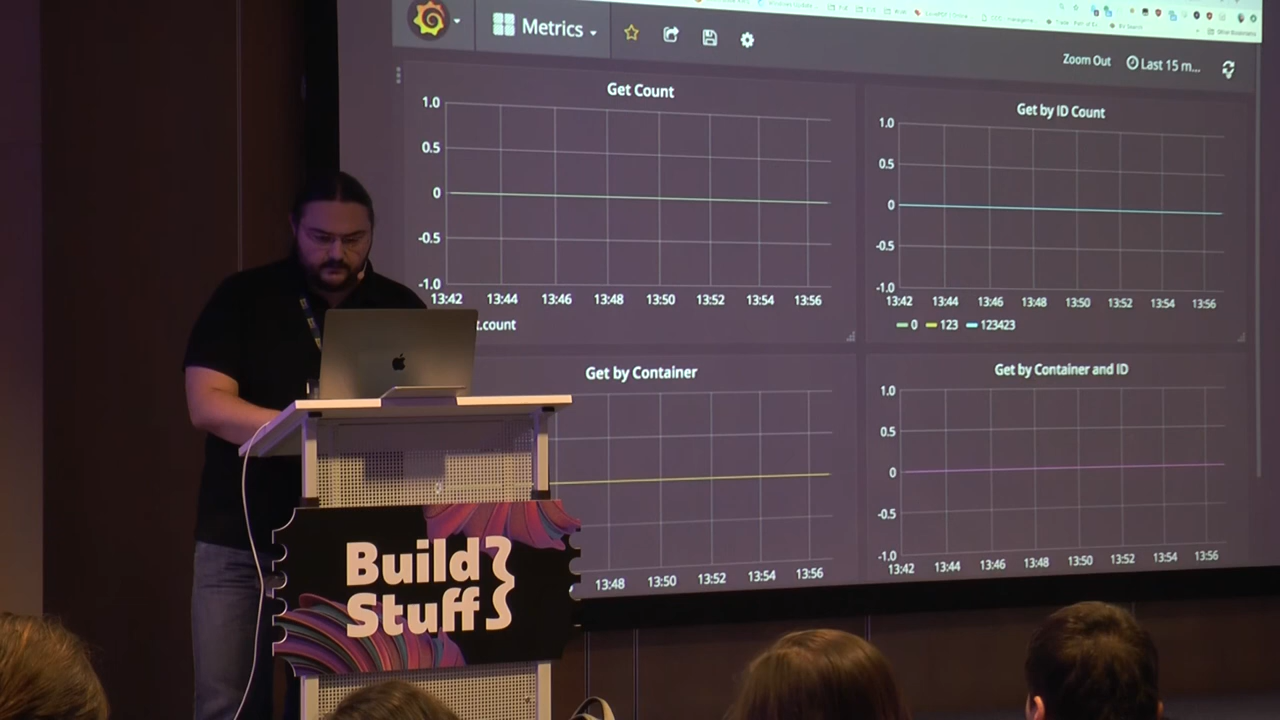 Metrics
Zoom Out
Last 15 m...
Get Count
1.0
0.5
0
-0.5
-1.0
13:42 13:44 13:46 13:48 13:50 13:52 13:54 13:56
t.count
Get by ID Count
1.0
0.5
0
-0.5
-1.0
13:42 13:44 13:46 13:48 13:50 13:52 13:54 13:56
0 123 123423
Get by Container
13:48 13:50 13:52 13:54 13:56
Get by Container and ID
1.0
0.5
0
-0.5
-1.0
13:42 13:44 13:46 13:48 13:50 13:52 13:54 13:56
Build
Stuff